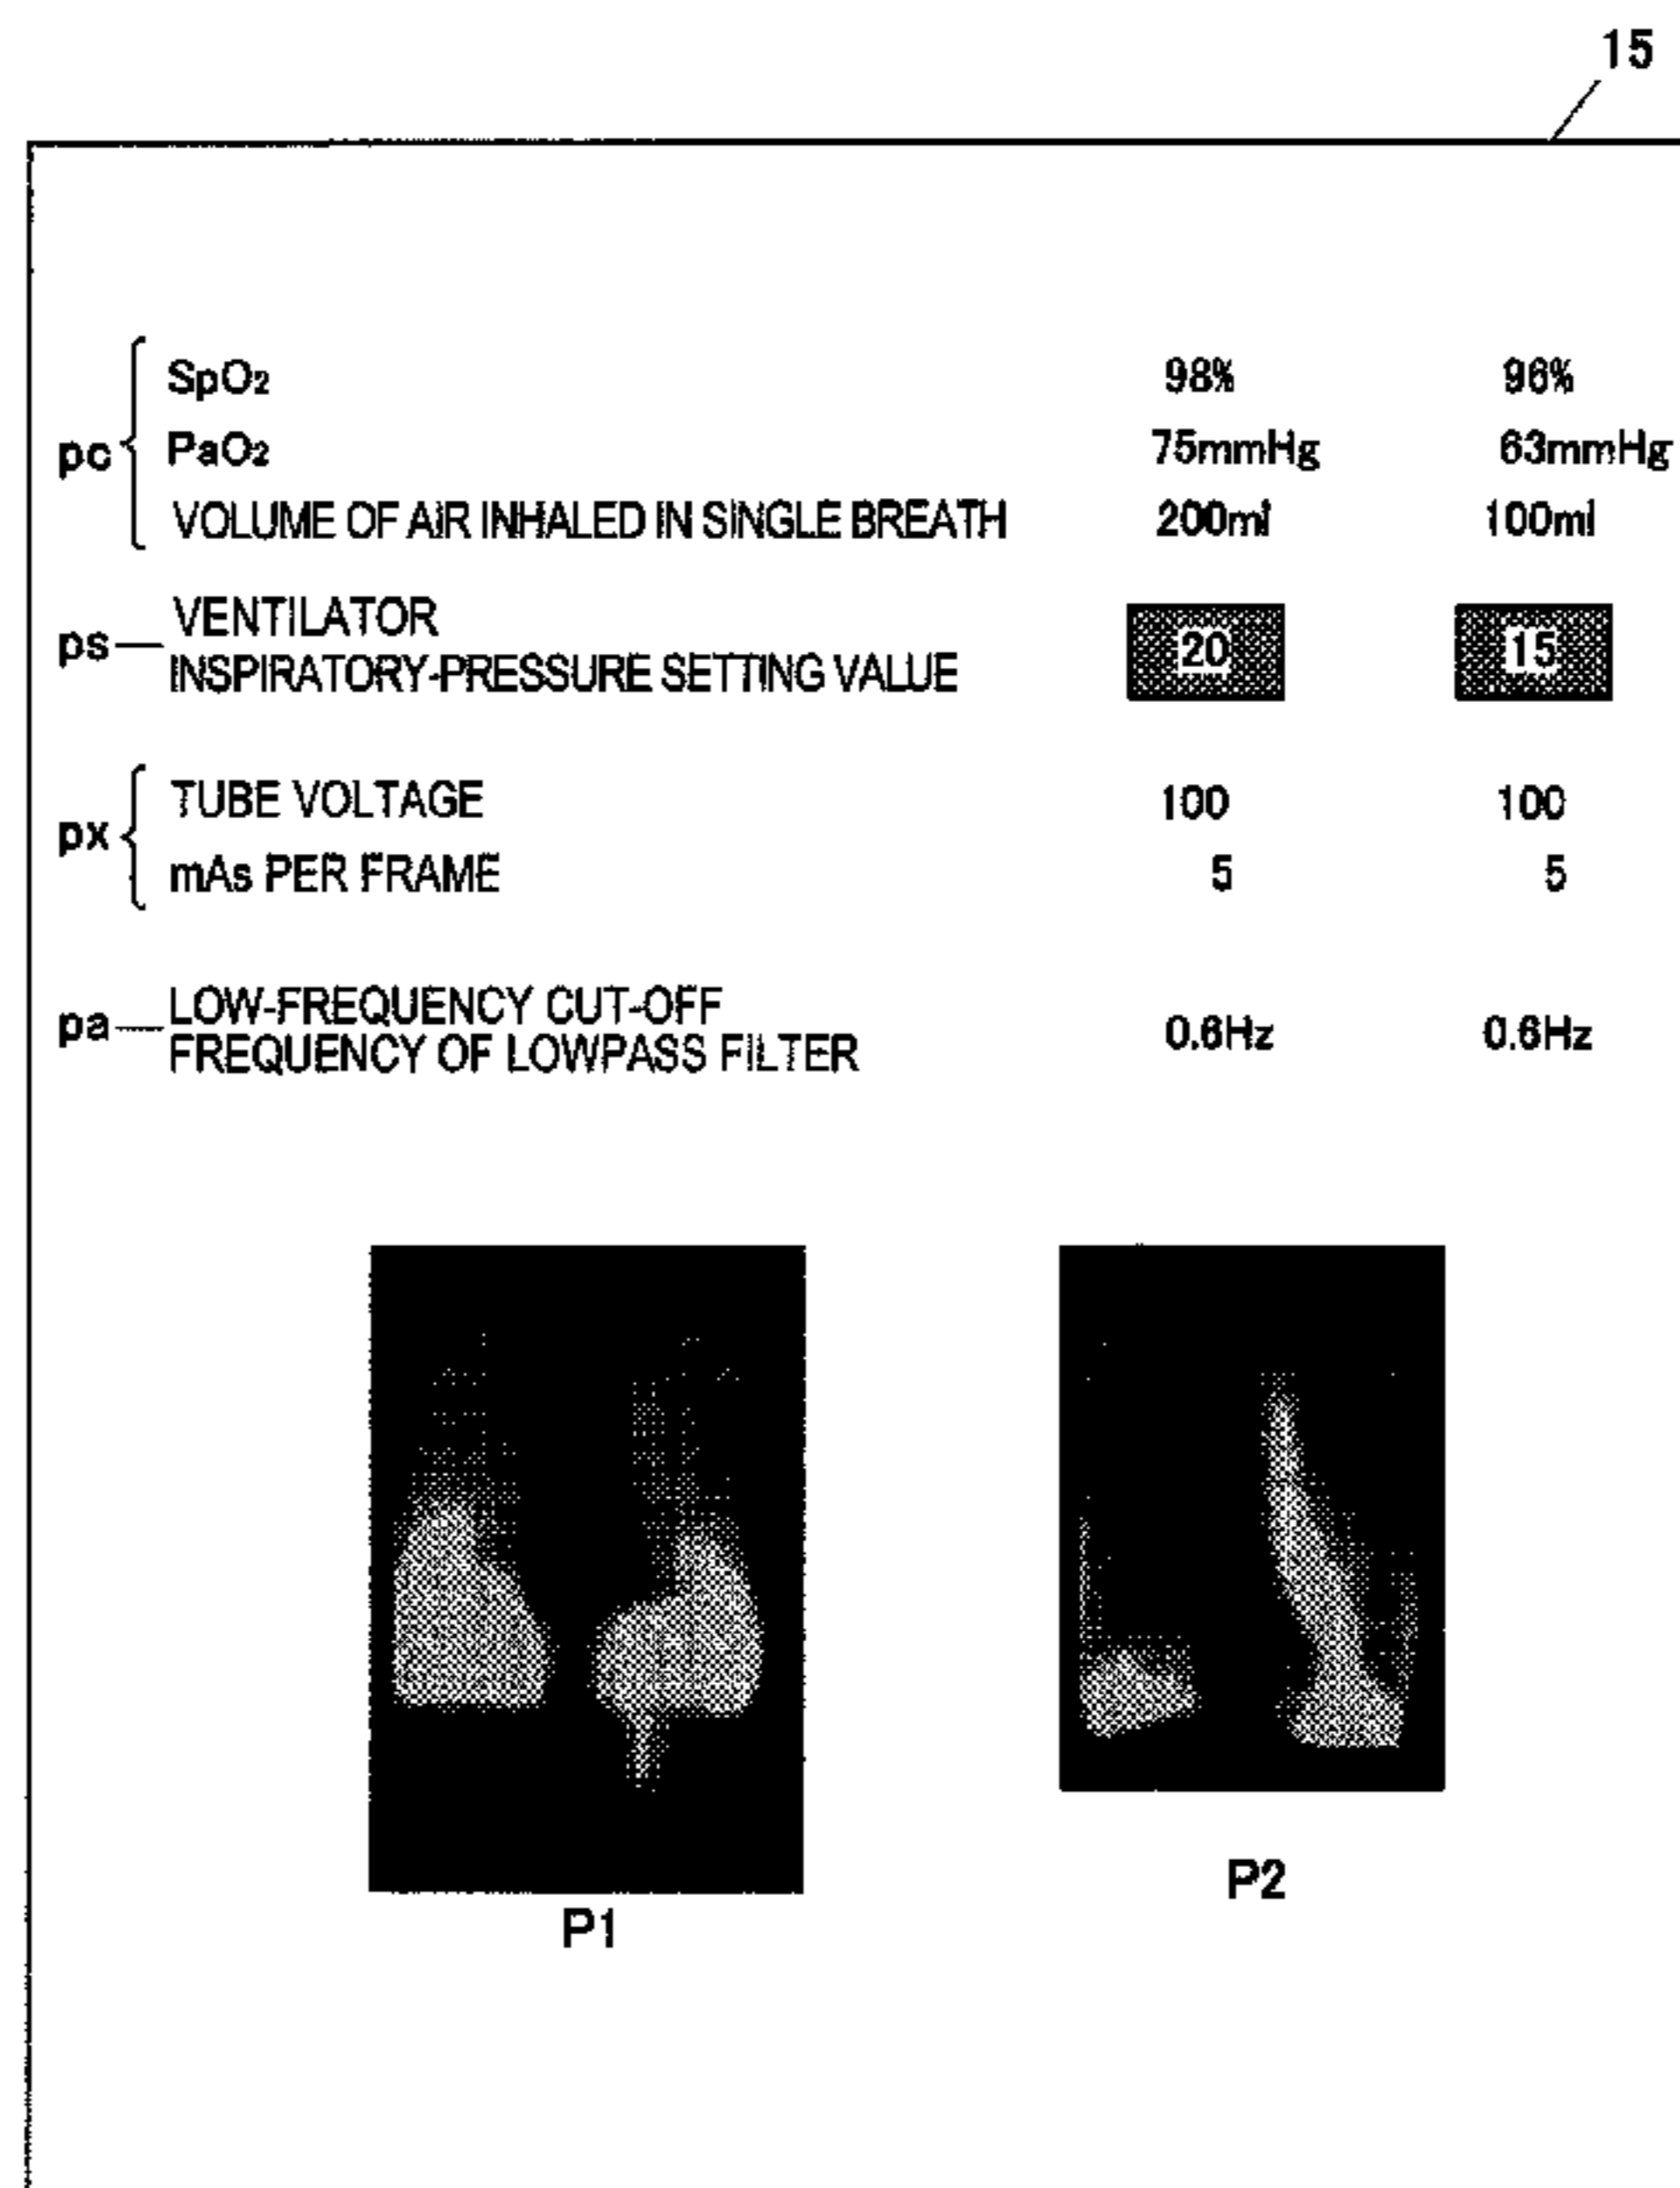 15
SpO₂ 98% 96%
pc PaO₂ 75mmHg 63mmHg
VOLUME OF AIR INHALED IN SINGLE BREATH 200ml 100ml
VENTILATOR
ps INSPIRATORY-PRESSURE SETTING VALUE 20 15
TUBE VOLTAGE 100 100
px
mAs PER FRAME 5 5
LOW-FREQUENCY CUT-OFF
pa FREQUENCY OF LOWPASS FILTER 0.6Hz 0.6Hz
P1 P2